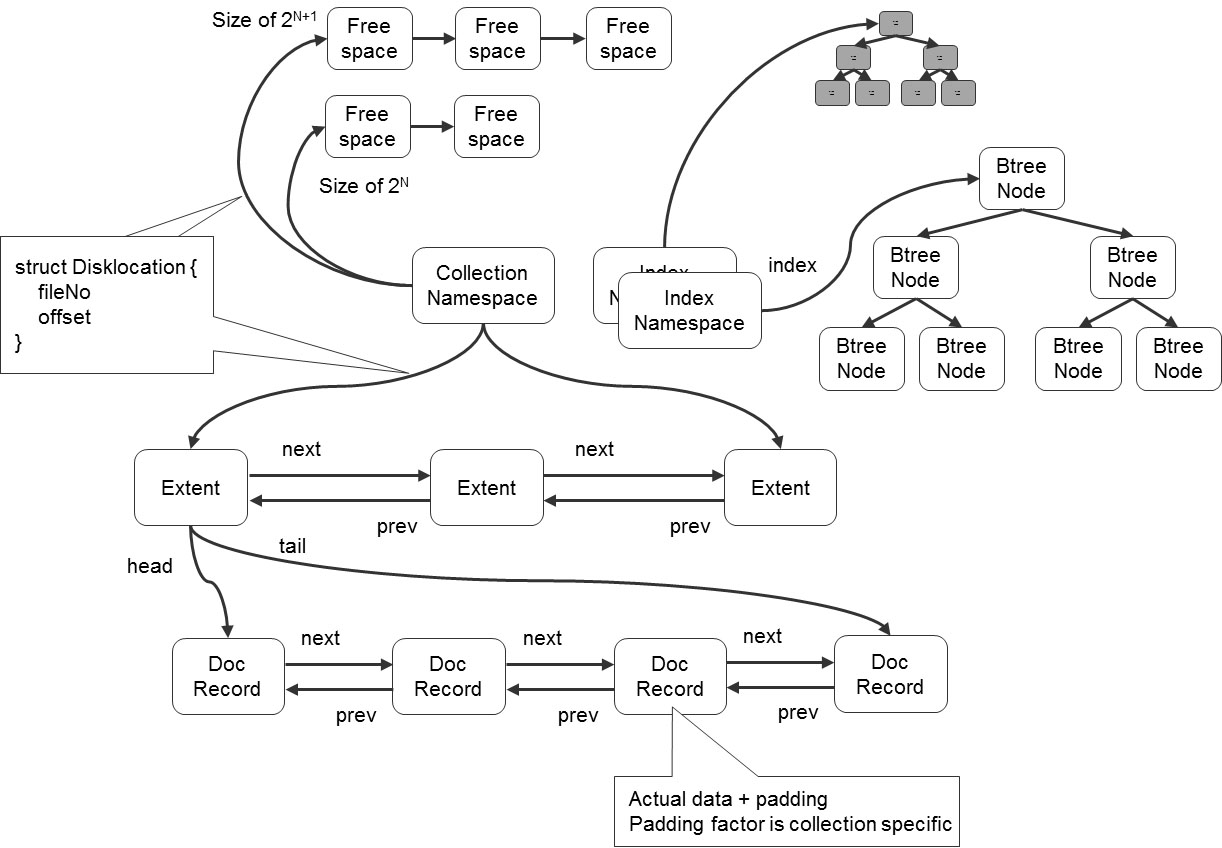 Size of 2N+1
Free
space
Free
space
Free
space
Free
space
Free
space
Size of 2N
struct Disklocation {
fileNo
offset
}
Collection
Namespace
Index
N
Index
Namespace
index
Btree
Node
Btree
Node
Btree
Node
Btree
Node
Btree
Node
Btree
Node
Btree
Node
Extent
next
prev
Extent
next
prev
Extent
head
tail
Doc
Record
next
prev
Doc
Record
next
prev
Doc
Record
next
prev
Doc
Record
Actual data + padding
Padding factor is collection specific